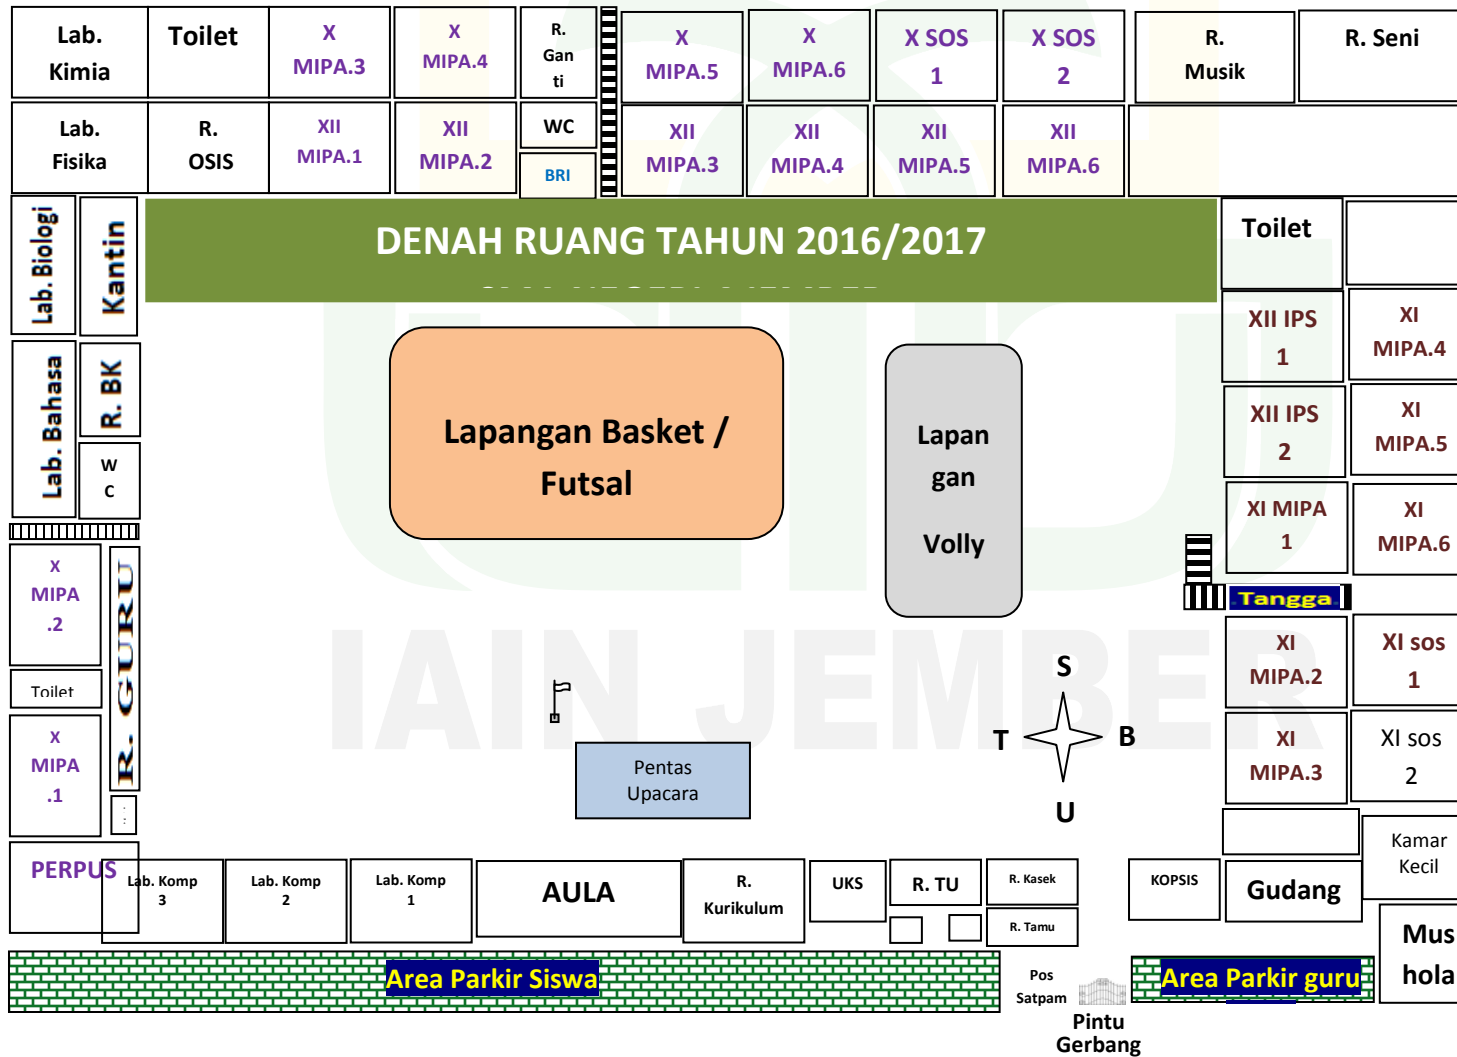 Lab.
Kimia
Toilet
X
MIPA.3
X
MIPA.4
R.
Gan
ti
X
MIPA.5
X
MIPA.6
X SOS
1
X SOS
2
R.
Musik
R. Seni
Lab.
Fisika
R.
OSIS
XII
MIPA.1
XII
MIPA.2
WC
BRI
XII
MIPA.3
XII
MIPA.4
XII
MIPA.5
XII
MIPA.6
Lab. Biologi
Kantin
DENAH RUANG TAHUN 2016/2017
Toilet
XII IPS
1
XI
MIPA.4
Lab. Bahasa
R. BK
Lapangan Basket /
Futsal
Lapan
gan
Volly
XII IPS
2
XI
MIPA.5
W
C
XI MIPA
1
XI
MIPA.6
X
MIPA
.2
R. GURU
Tangga
IAIN JEMBER
XI
MIPA.2
XI sos
1
Toilet
S
T
B
U
X
MIPA
.1
Pentas
Upacara
XI
MIPA.3
XI sos
2
Kamar
Kecil
PERPUS
Lab. Komp
3
Lab. Komp
2
Lab. Komp
1
AULA
R.
Kurikulum
UKS
R. TU
R. Kasek
R. Tamu
KOPSIS
Gudang
Mus
hola
Area Parkir Siswa
Pos
Satpam
Area Parkir guru
Pintu
Gerbang